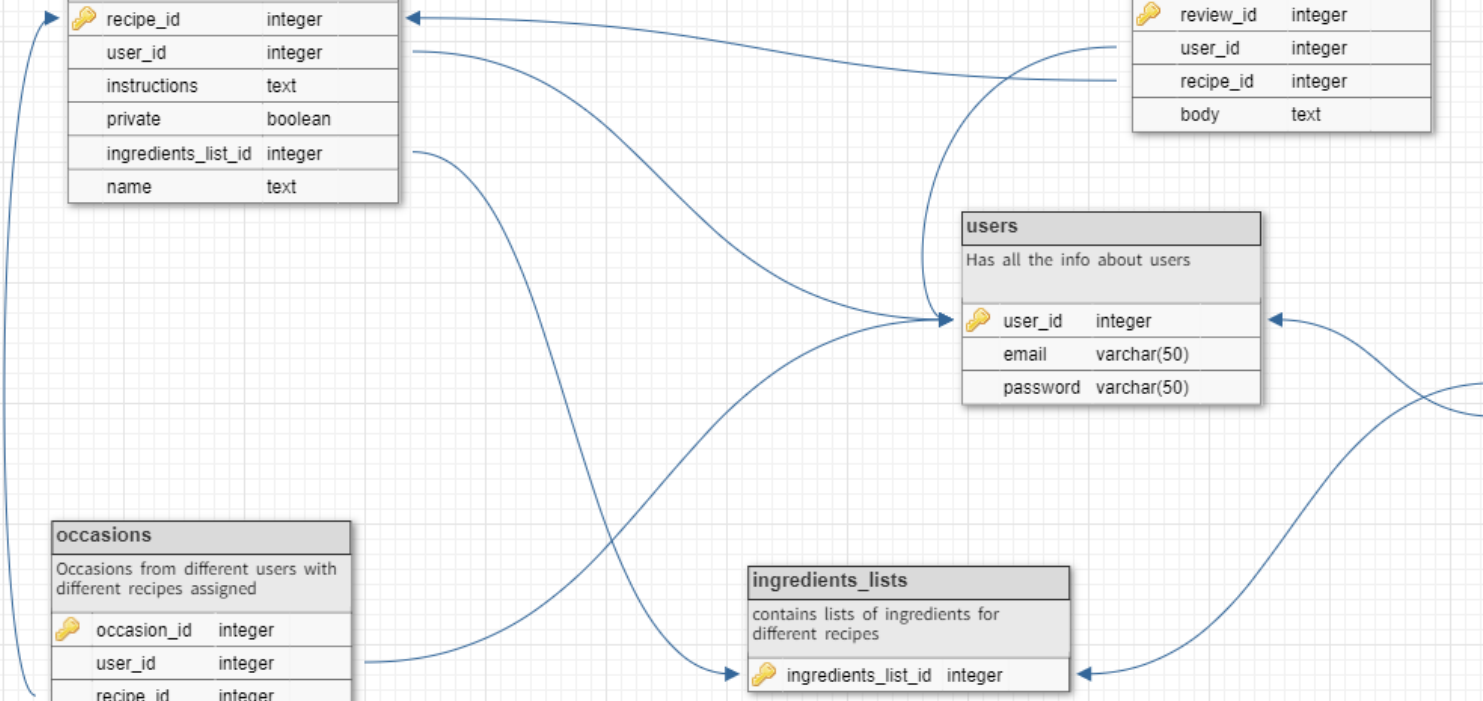 recipe_id integer
user_id integer
instructions text
private boolean
ingredients_list_id integer
name text
review_id integer
user_id integer
recipe_id integer
body text
users
Has all the info about users
user_id integer
email varchar(50)
password varchar(50)
occasions
Occasions from different users with
different recipes assigned
occasion_id integer
user_id integer
recipe_id integer
ingredients_lists
contains lists of ingredients for
different recipes
ingredients_list_id integer